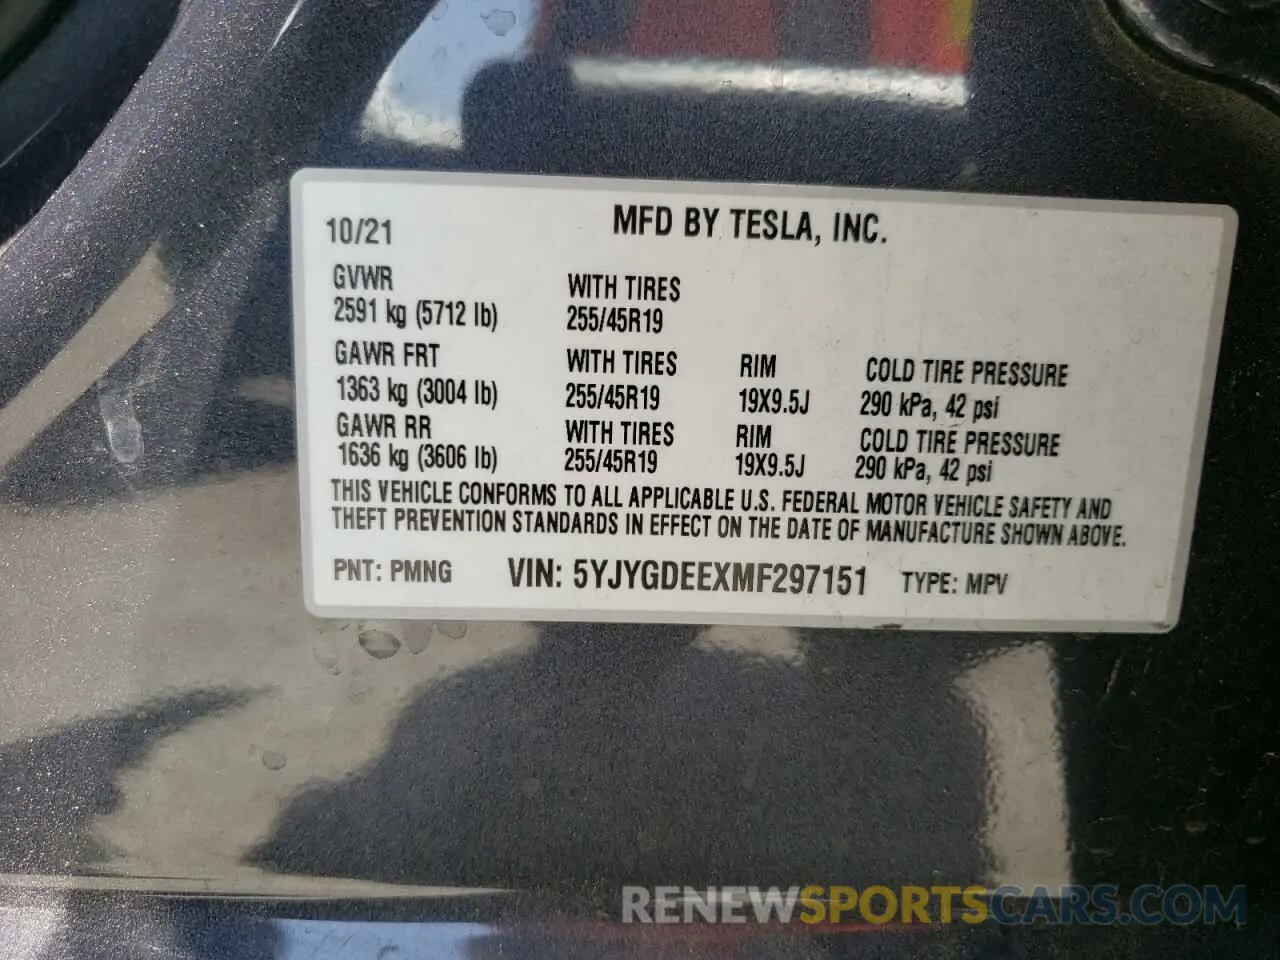 10/21 MFD BY TESLA, INC.
GVWR WITH TIRES
2591 kg (5712 lb) 255/45R19
GAWR FRT WITH TIRES RIM COLD TIRE PRESSURE
1363 kg (3004 lb) 255/45R19 19X9.5J 290 kPa, 42 psi
GAWR RR WITH TIRES RIM COLD TIRE PRESSURE
1636 kg (3606 lb) 255/45R19 19X9.5J 290 kPa, 42 psi
THIS VEHICLE CONFORMS TO ALL APPLICABLE U.S. FEDERAL MOTOR VEHICLE SAFETY AND
THEFT PREVENTION STANDARDS IN EFFECT ON THE DATE OF MANUFACTURE SHOWN ABOVE.
PNT: PMNG VIN: 5YJYGDEEXMF297151 TYPE: MPV
RENEWSPORTSCARS.COM